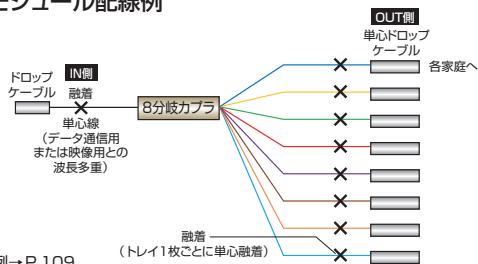 モジュール配線例
OUT側
単心ドロップ
ケーブル
各家庭へ
ドロップ
ケーブル
IN側
融着
8分岐カプラ
単心線
(データ通信用
または映像用との
波長多重)
融着
(トレイ1枚ごとに単心融着)
例→P.109